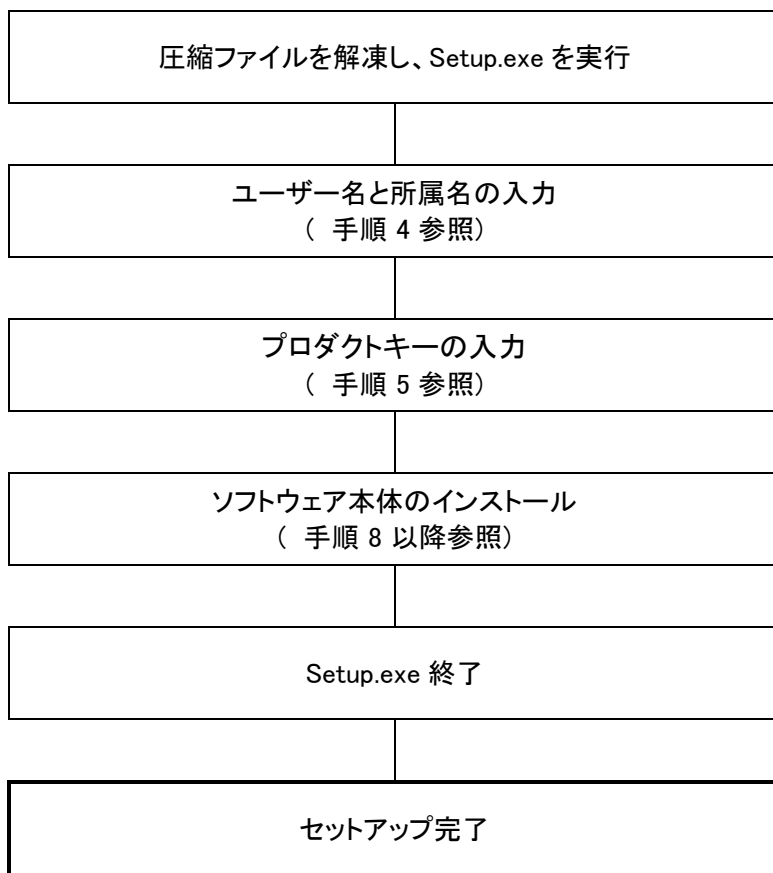 圧縮ファイルを解凍し、Setup.exe を実行
ユーザー名と所属名の入力
（ 手順 4 参照）
プロダクトキーの入力
（ 手順 5 参照）
ソフトウェア本体のインストール
（ 手順 8 以降参照）
Setup.exe 終了
セットアップ完了